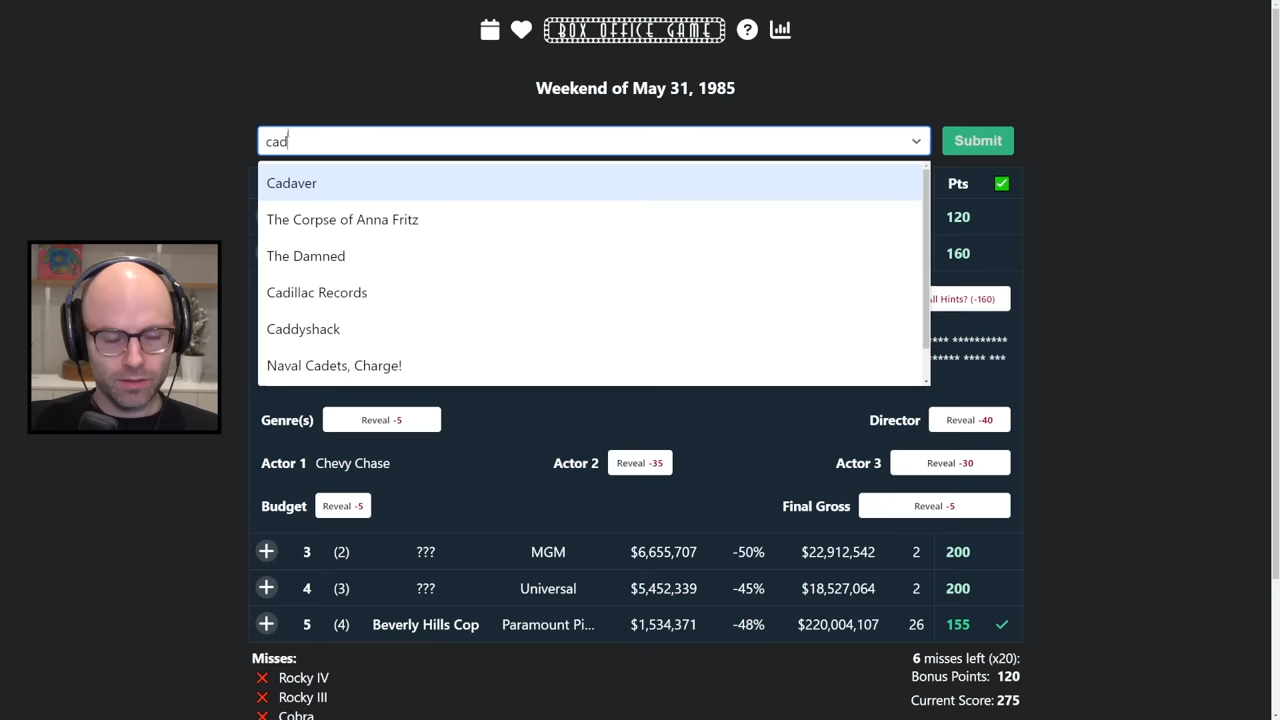 BOX OFFICE GAME
?
Weekend of May 31, 1985
cad
Submit
Cadaver
The Corpse of Anna Fritz
The Damned
Cadillac Records
Caddyshack
Naval Cadets, Charge!
Pts
120
160
All Hints? (-160)
**** **********
***** **** ***
Genre(s) Reveal -5 Director Reveal -40
Actor 1 Chevy Chase Actor 2 Reveal -35 Actor 3 Reveal -30
Budget Reveal -5 Final Gross Reveal -5
3 (2) ??? MGM $6,655,707 -50% $22,912,542 2 200
4 (3) ??? Universal $5,452,339 -45% $18,527,064 2 200
5 (4) Beverly Hills Cop Paramount Pi... $1,534,371 -48% $220,004,107 26 155
Misses:
Rocky IV
Rocky III
Cobra
6 misses left (x20):
Bonus Points: 120
Current Score: 275